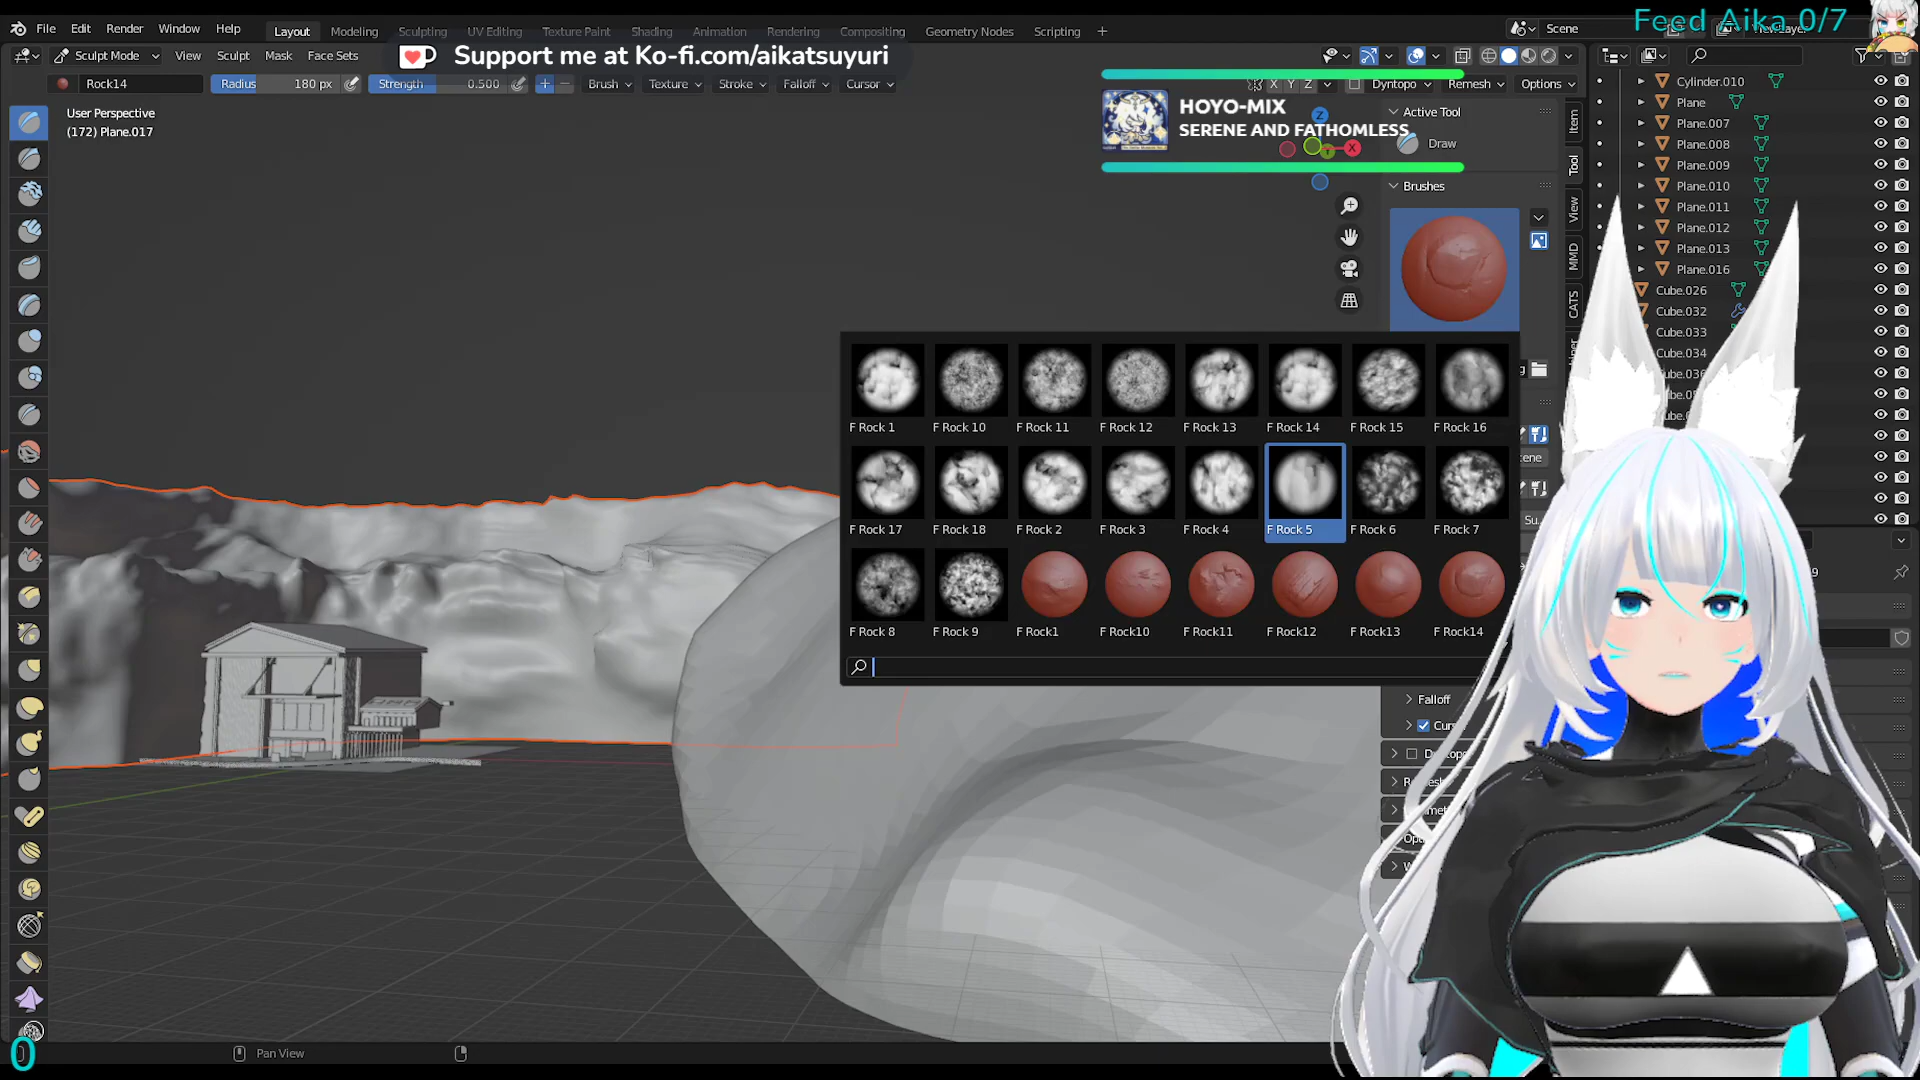 File Edit Render Window Help Layout Modeling Sculpting UV Editing Texture Paint Shading Animation Rendering Compositing Geometry Nodes Scripting + Scene
Feed Aika 0/7
Sculpt Mode View Sculpt Mask Face Sets
Support me at Ko-fi.com/aikatsuyuri
Rock14 Radius 180 px Strength 0.500 Brush Texture Stroke Falloff Cursor
X Y Z Dyntopo Remesh Options
User Perspective
(172) Plane.017
HOYO-MIX
SERENE AND FATHOMLESS
Z
X
Y
Active Tool
Draw
Brushes
Item
Tool
View
MMD
CATS
Cylinder.010
Plane
Plane.007
Plane.008
Plane.009
Plane.010
Plane.011
Plane.012
Plane.013
Plane.016
Cube.026
Cube.032
Cube.033
Cube.034
F Rock 1 F Rock 10 F Rock 11 F Rock 12 F Rock 13 F Rock 14 F Rock 15 F Rock 16
F Rock 17 F Rock 18 F Rock 2 F Rock 3 F Rock 4 F Rock 5 F Rock 6 F Rock 7
F Rock 8 F Rock 9 F Rock1 F Rock10 F Rock11 F Rock12 F Rock13 F Rock14
Falloff
0
Pan View